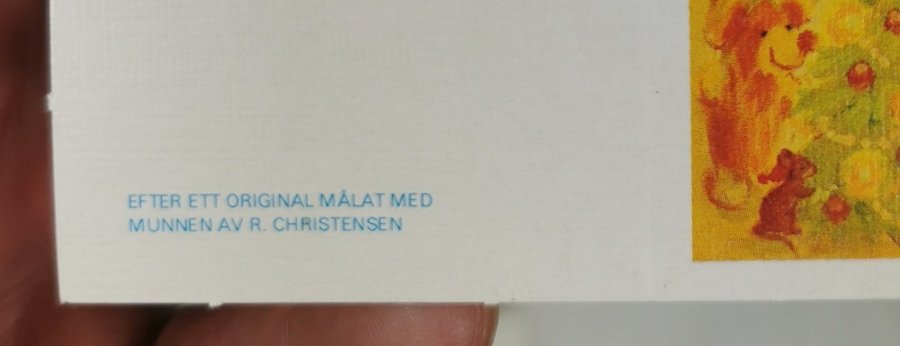 EFTER ETT ORIGINAL MÅLAT MED
MUNNEN AV R. CHRISTENSEN